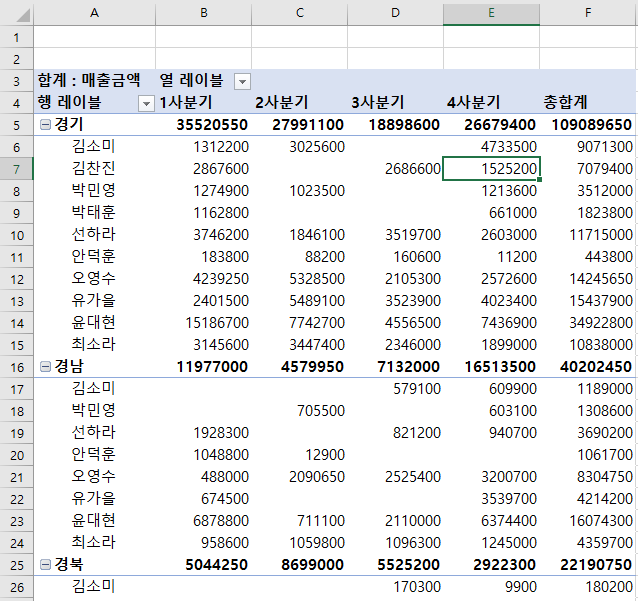 A B C D E F
1
2
3 합계 : 매출금액 열 레이블
4 행 레이블 1사분기 2사분기 3사분기 4사분기 총합계
5 경기 35520550 27991100 18898600 26679400 109089650
6 김소미 1312200 3025600 4733500 9071300
7 김찬진 2867600 2686600 1525200 7079400
8 박민영 1274900 1023500 1213600 3512000
9 박태훈 1162800 661000 1823800
10 선하라 3746200 1846100 3519700 2603000 11715000
11 안덕훈 183800 88200 160600 11200 443800
12 오영수 4239250 5328500 2105300 2572600 14245650
13 유가을 2401500 5489100 3523900 4023400 15437900
14 윤대현 15186700 7742700 4556500 7436900 34922800
15 최소라 3145600 3447400 2346000 1899000 10838000
16 경남 11977000 4579950 7132000 16513500 40202450
17 김소미 579100 609900 1189000
18 박민영 705500 603100 1308600
19 선하라 1928300 821200 940700 3690200
20 안덕훈 1048800 12900 1061700
21 오영수 488000 2090650 2525400 3200700 8304750
22 유가을 674500 3539700 4214200
23 윤대현 6878800 711100 2110000 6374400 16074300
24 최소라 958600 1059800 1096300 1245000 4359700
25 경북 5044250 8699000 5525200 2922300 22190750
26 김소미 170300 9900 180200